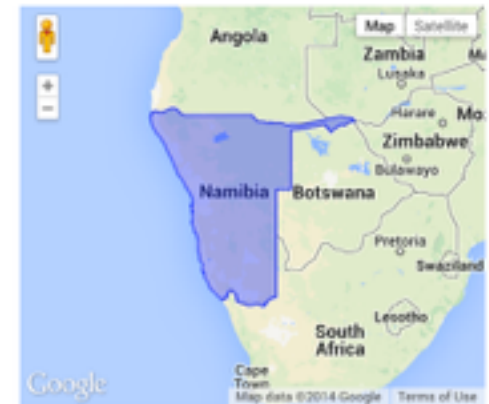 Map Satellite
Angola
Zambia
Lusaka
Harare
Mo
Zimbabwe
Bulawayo
Namibia
Botswana
Pretoria
Swaziland
Lesotho
South
Africa
Cape
Town
Google
Map data ©2014 Google Terms of Use